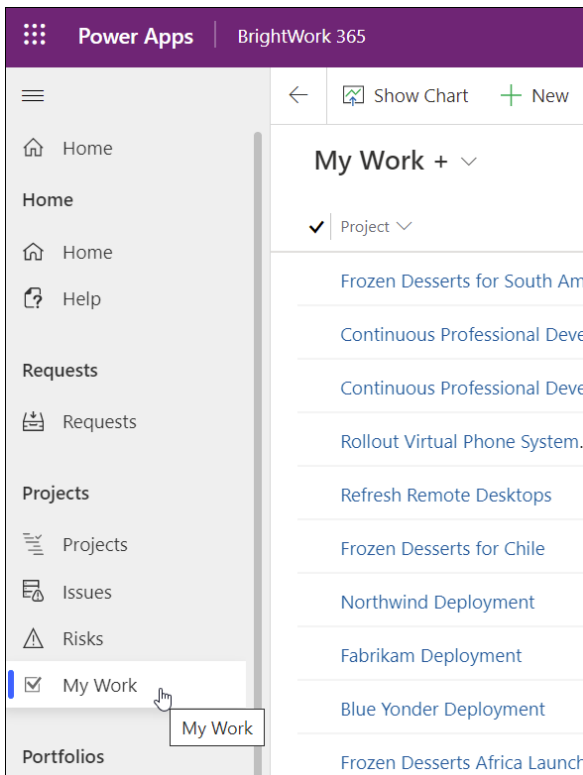 Power Apps
BrightWork 365
Home
Home
Home
Help
Requests
Requests
Projects
Projects
Issues
Risks
My Work
My Work
Portfolios
Show Chart
New
My Work +
Project
Frozen Desserts for South Am
Continuous Professional Deve
Continuous Professional Deve
Rollout Virtual Phone System.
Refresh Remote Desktops
Frozen Desserts for Chile
Northwind Deployment
Fabrikam Deployment
Blue Yonder Deployment
Frozen Desserts Africa Launch